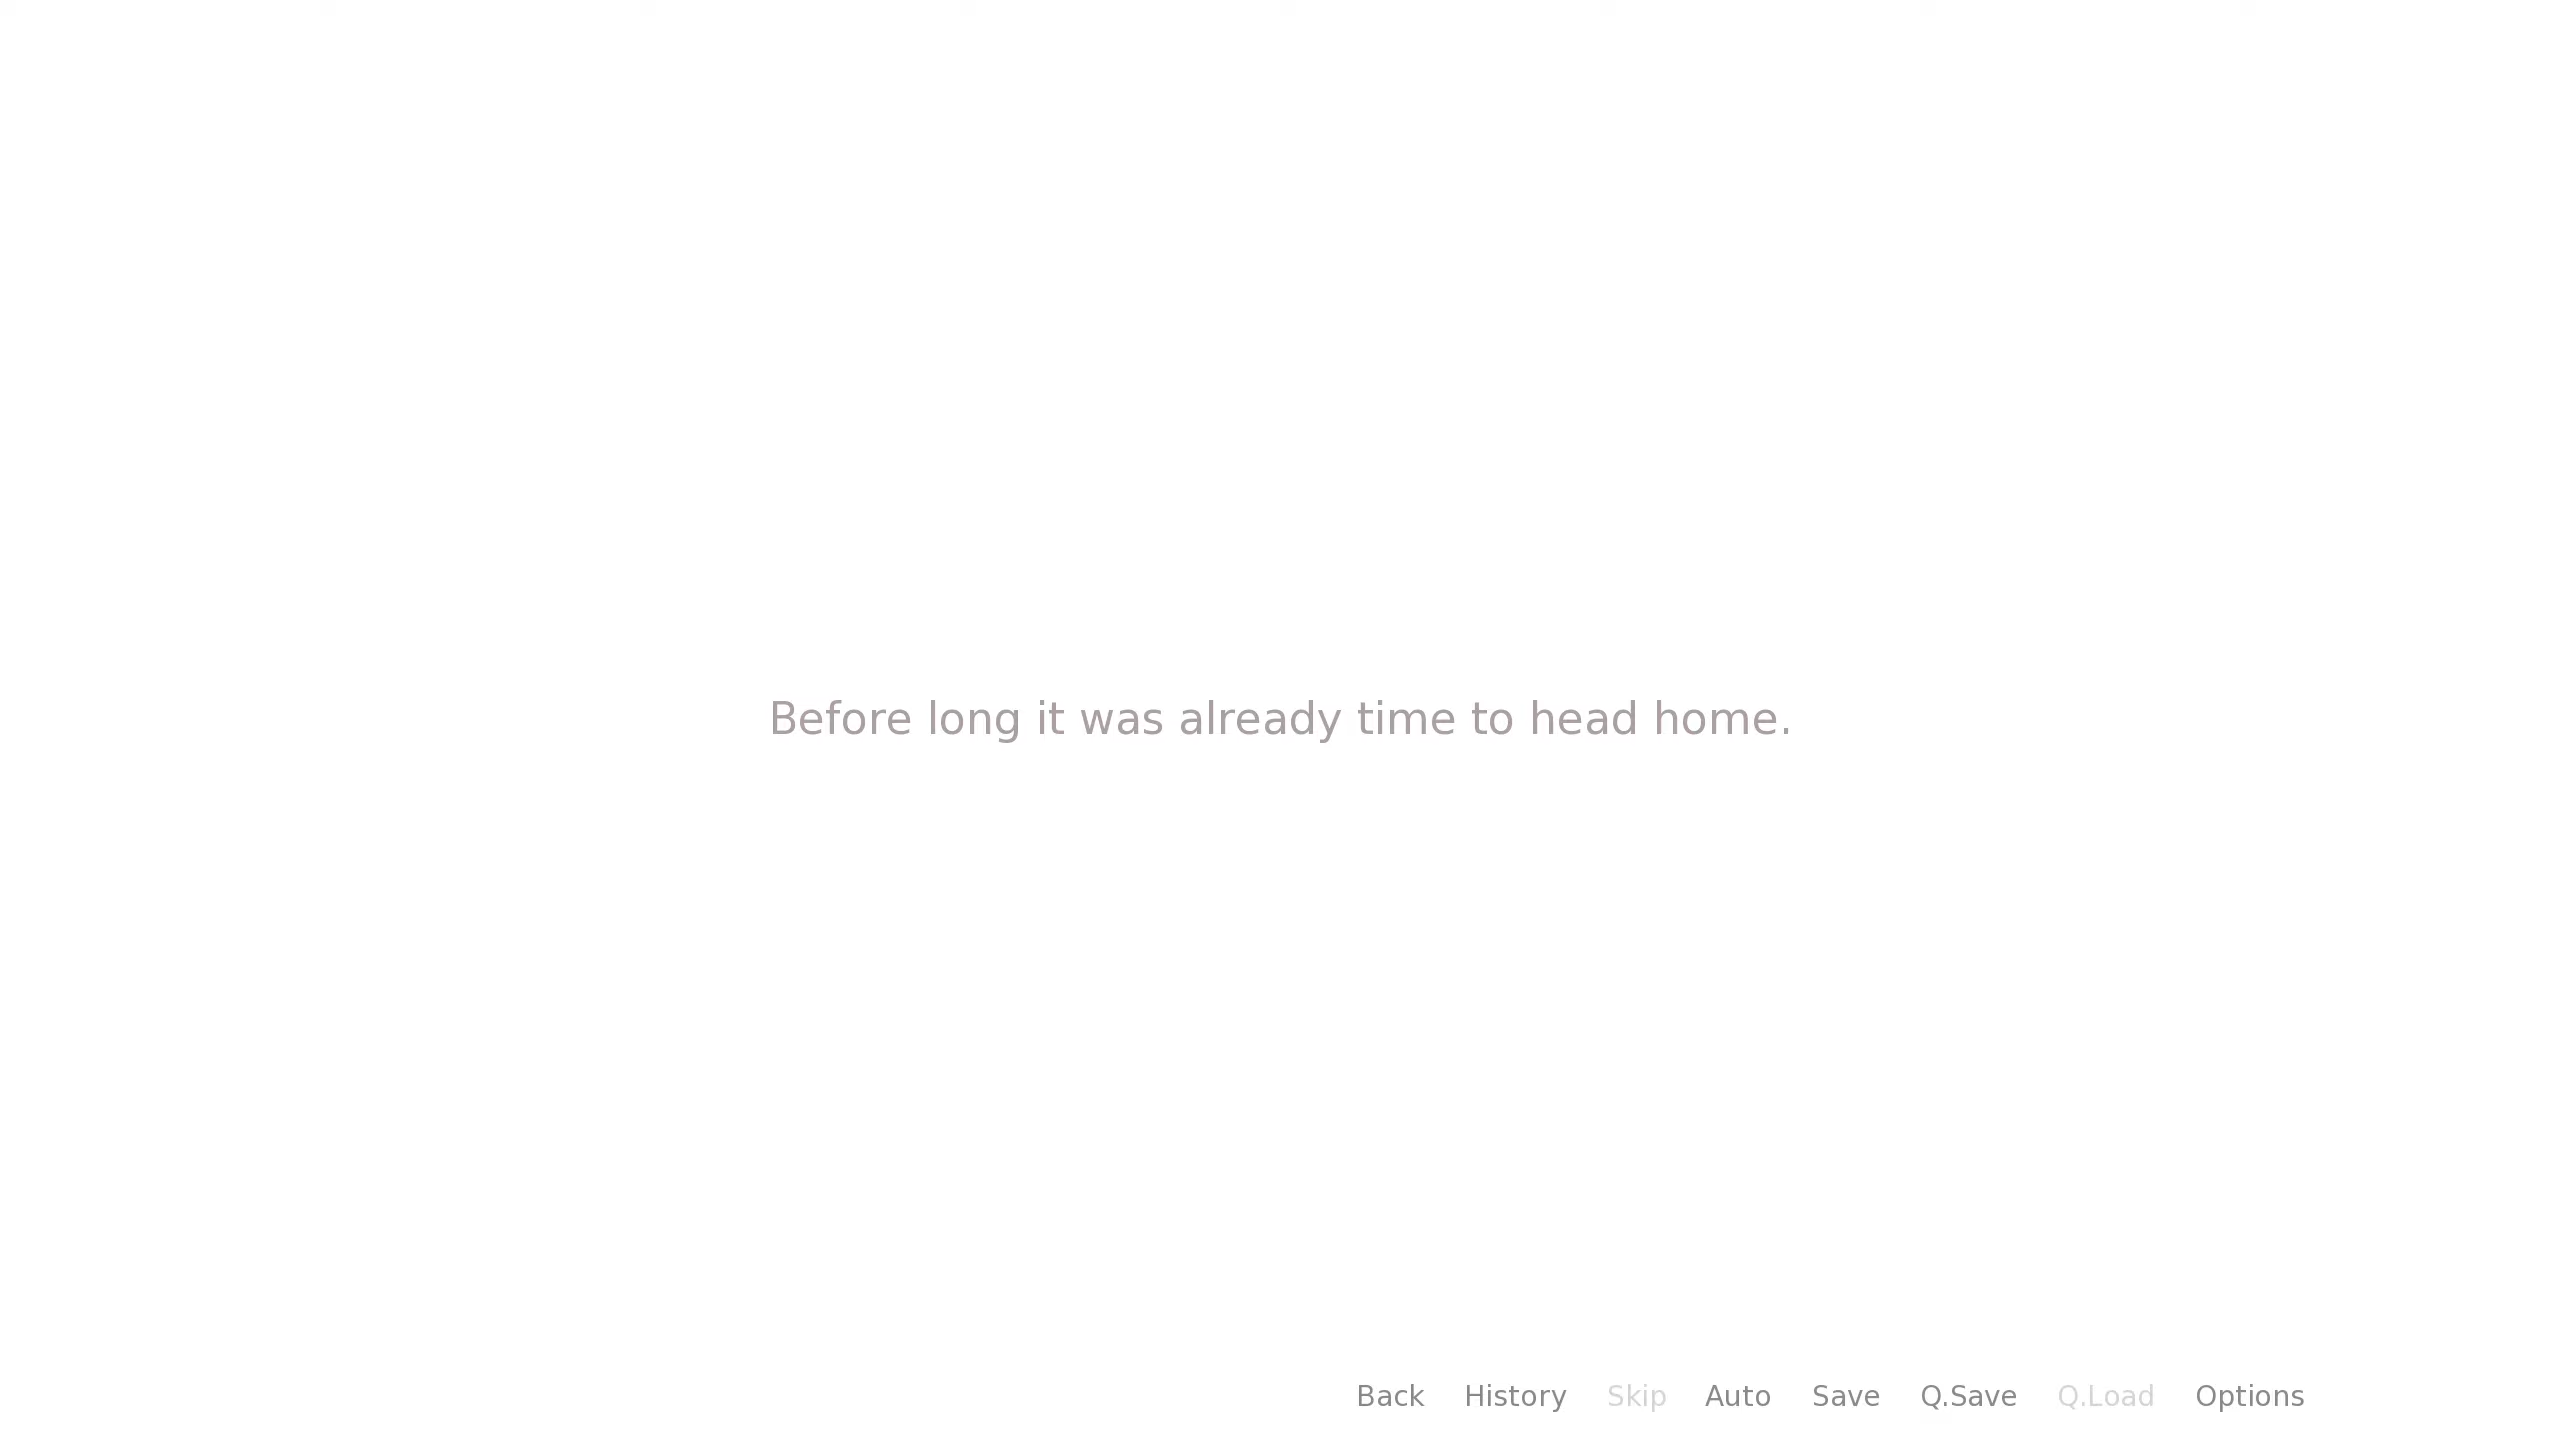 Before long it was already time to head home.
Back History Skip Auto Save Q.Save Q.Load Options